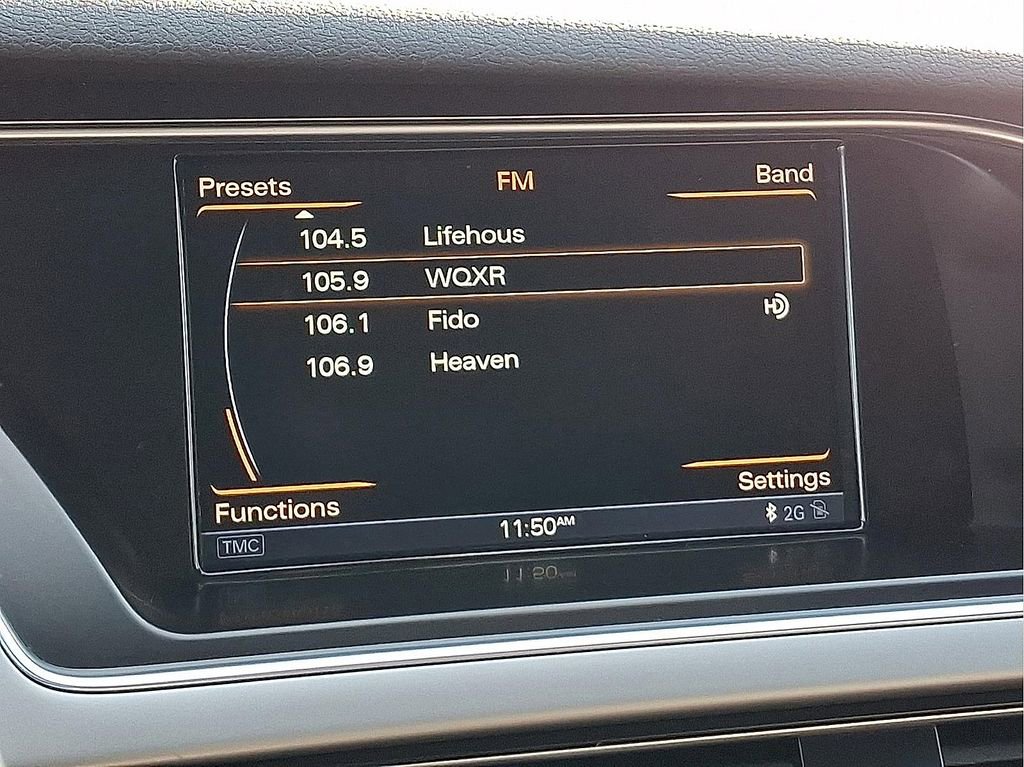 Presets FM Band
104.5 Lifehous
105.9 WQXR
HD
106.1 Fido
106.9 Heaven
Functions Settings
TMC 11:50AM 2G